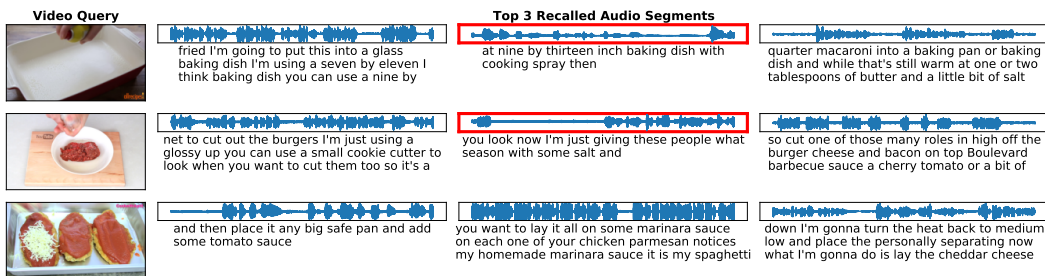 Video Query
Top 3 Recalled Audio Segments
fried I'm going to put this into a glass
baking dish I'm using a seven by eleven I
think baking dish you can use a nine by
at nine by thirteen inch baking dish with
cooking spray then
quarter macaroni into a baking pan or baking
dish and while that's still warm at one or two
tablespoons of butter and a little bit of salt
net to cut out the burgers I'm just using a
glossy up you can use a small cookie cutter to
look when you want to cut them too so it's a
you look now I'm just giving these people what
season with some salt and
so cut one of those many roles in high off the
burger cheese and bacon on top Boulevard
barbecue sauce a cherry tomato or a bit of
and then place it any big safe pan and add
some tomato sauce
you want to lay it all on some marinara sauce
on each one of your chicken parmesan notices
my homemade marinara sauce it is my spaghetti
down I'm gonna turn the heat back to medium
low and place the personally separating now
what I'm gonna do is lay the cheddar cheese